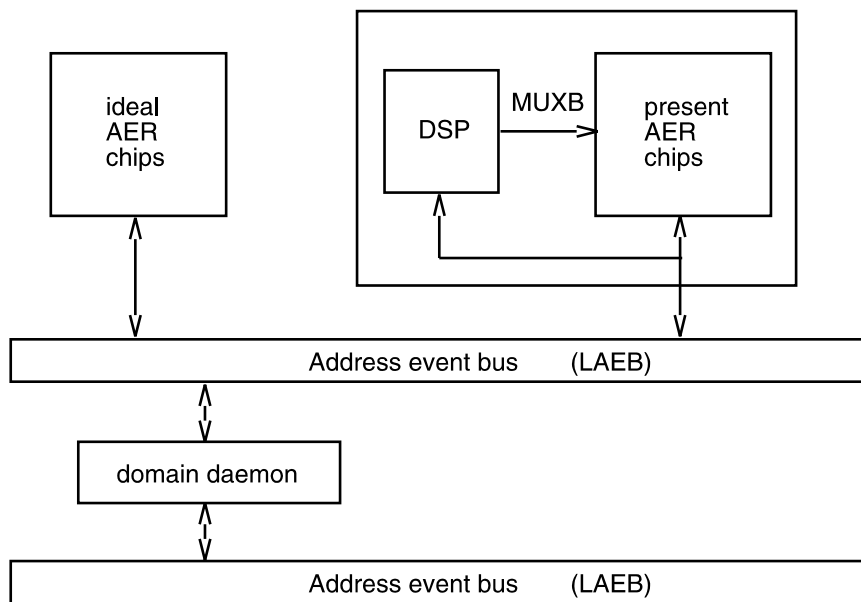 ideal
AER
chips
DSP
MUXB
present
AER
chips
Address event bus (LAEB)
domain daemon
Address event bus (LAEB)